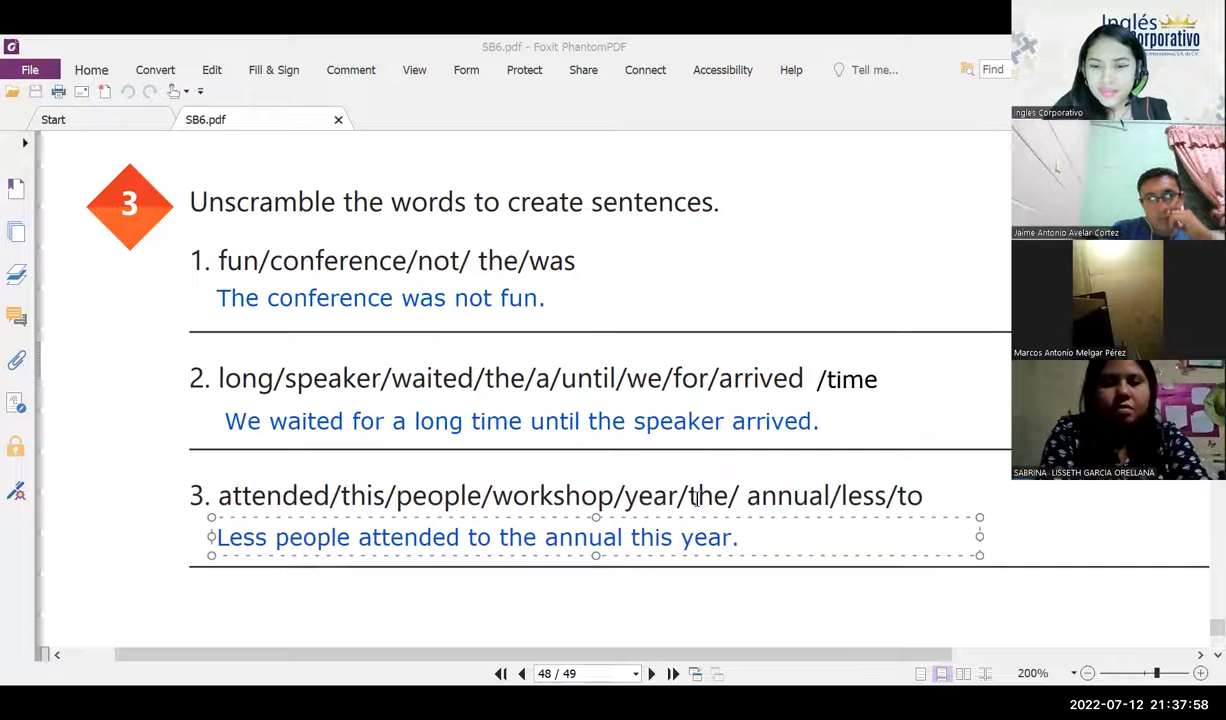 SB6.pdf - Foxit PhantomPDF
File Home Convert Edit Fill & Sign Comment View Form Protect Share Connect Accessibility Help Tell me... Find
Start SB6.pdf
3 Unscramble the words to create sentences.
1. fun/conference/not/ the/was
The conference was not fun.
2. long/speaker/waited/the/a/until/we/for/arrived /time
We waited for a long time until the speaker arrived.
3. attended/this/people/workshop/year/the/ annual/less/to
Less people attended to the annual this year.
48 / 49
200%
Inglés
Corporativo
Ingles Corporativo
Jaime Antonio Avelar Cortez
Marcos Antonio Melgar Pérez
SABRINA LISSETH GARCIA ORELLANA
2022-07-12 21:37:58